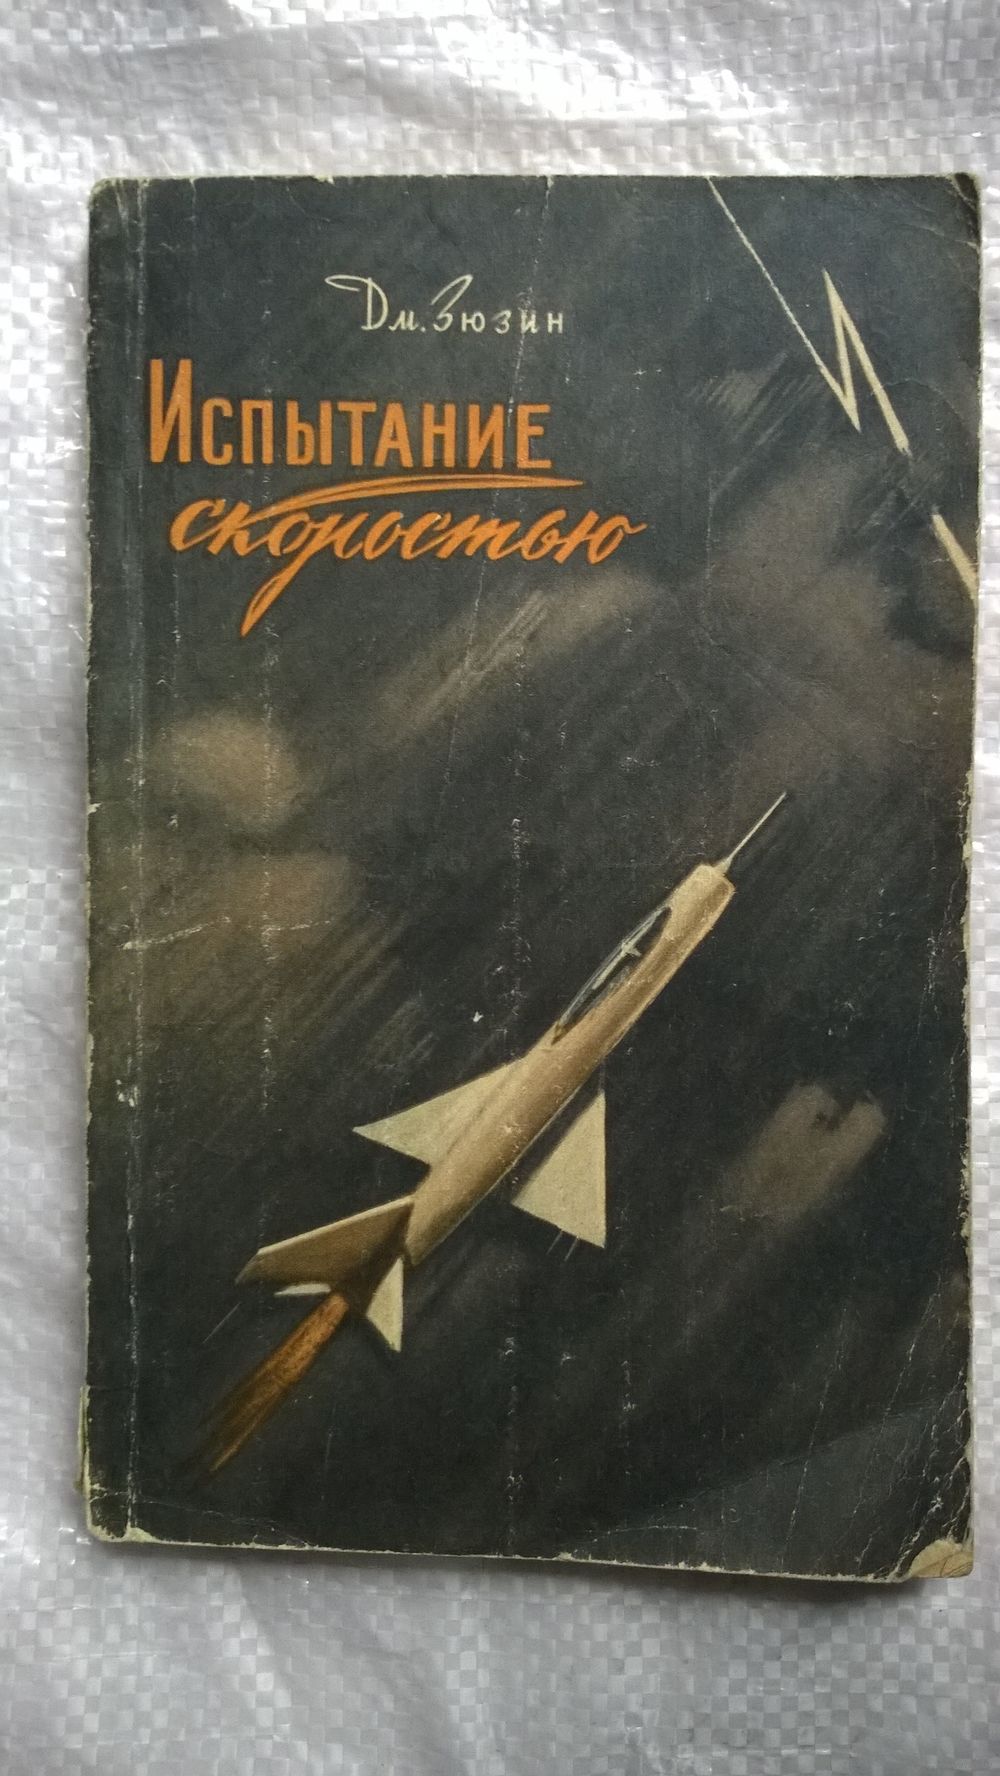 Дм. Зюзин
Испытание
скоростью